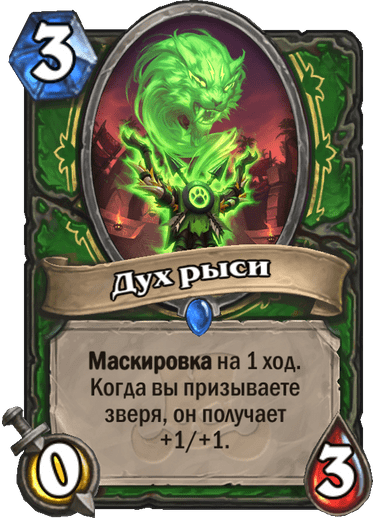 3
Дух рыси
Маскировка на 1 ход.
Когда вы призываете
зверя, он получает
+1/+1.
0
3